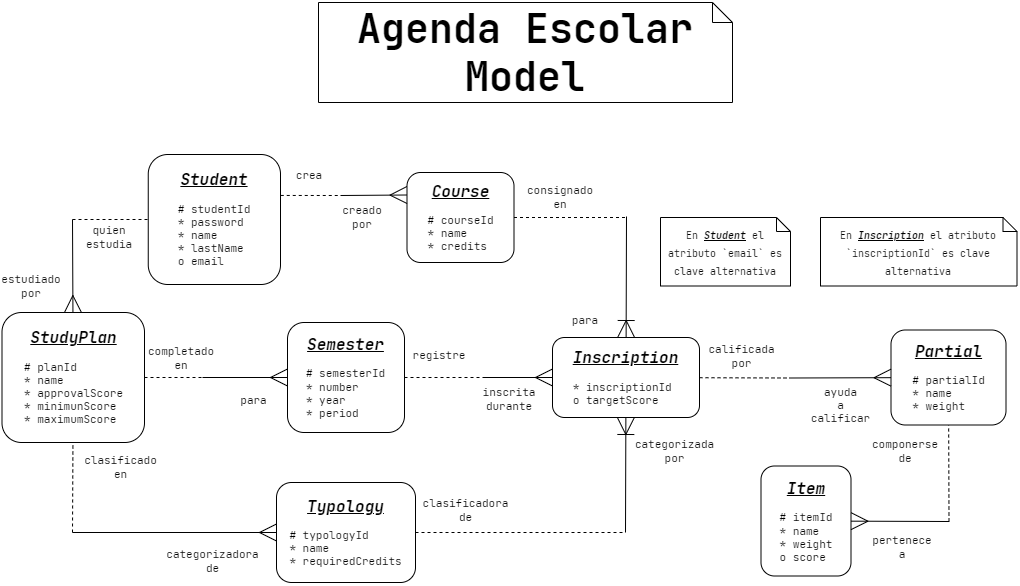 Agenda Escolar
Model
Student
# studentId
* password
* name
* lastName
o email
crea
creado
por
Course
# courseId
* name
* credits
consignado
en
En Student el
atributo `email` es
clave alternativa
En Inscription el atributo
`inscriptionId` es clave
alternativa
quien
estudia
estudiado
por
StudyPlan
# planId
* name
* approvalScore
* minimunScore
* maximumScore
completado
en
para
Semester
# semesterId
* number
* year
* period
registre
inscrita
durante
para
Inscription
* inscriptionId
o targetScore
calificada
por
ayuda
a
calificar
Partial
# partialId
* name
* weight
clasificado
en
categorizadora
de
Typology
# typologyId
* name
* requiredCredits
clasificadora
de
categorizada
por
componerse
de
Item
# itemId
* name
* weight
o score
pertenece
a